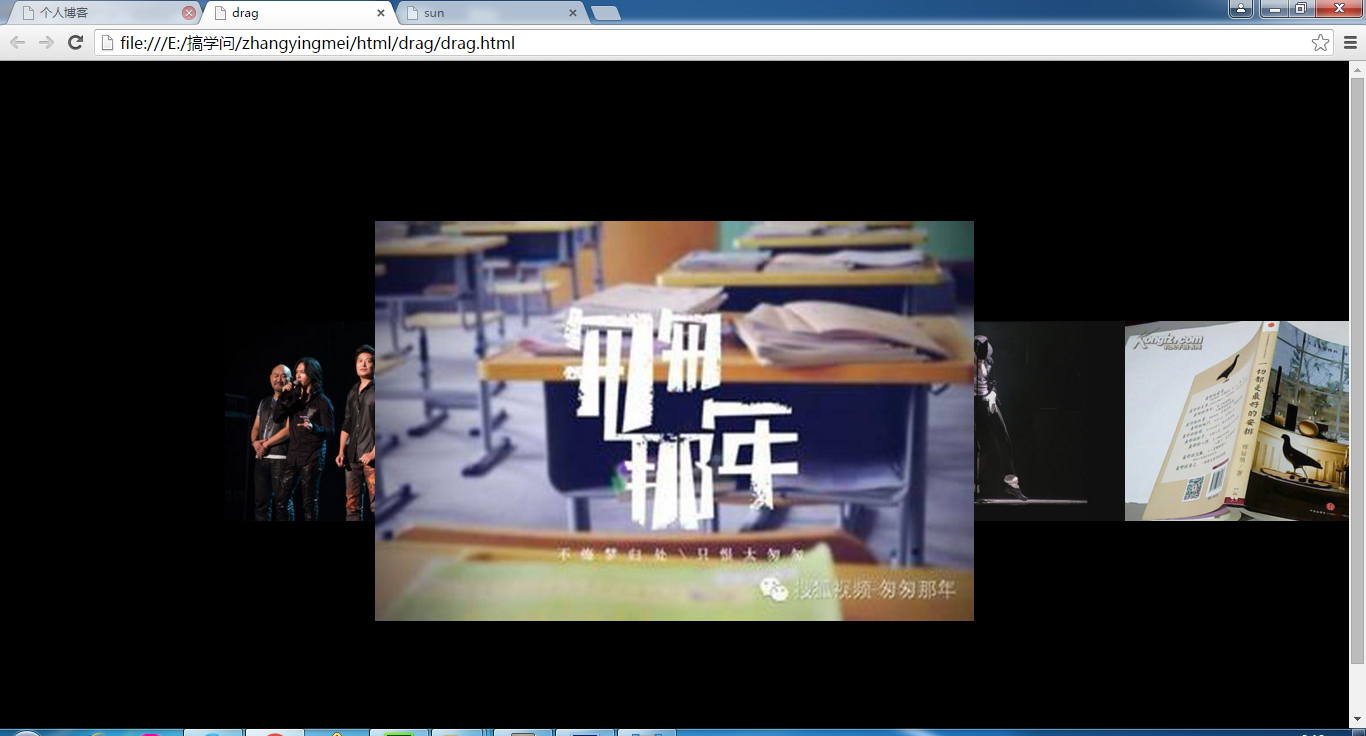 个人博客
drag
sun
file:///E:/搞学问/zhangyingmei/html/drag/drag.html
匆匆
那年
不悔梦归处 \ 只恨太匆匆
搜狐视频-匆匆那年
Kongfz.com
一切都是最好的安排